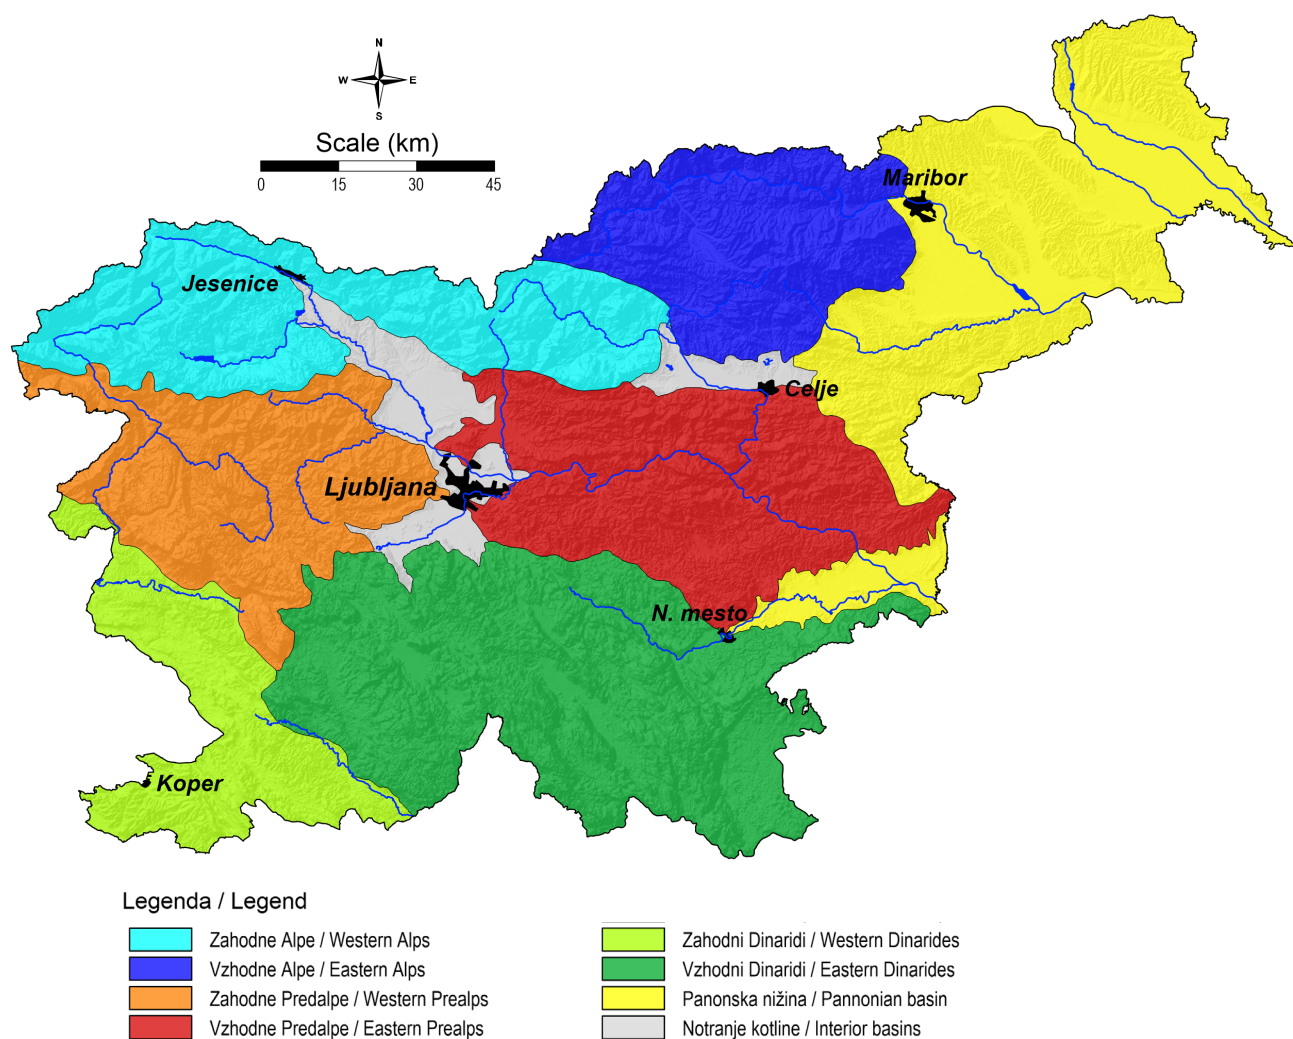 N
W E
S
Scale (km)
0 15 30 45
Maribor
Jesenice
Celje
Ljubljana
N. mesto
Koper
Legenda / Legend
Zahodne Alpe / Western Alps
Vzhodne Alpe / Eastern Alps
Zahodne Predalpe / Western Prealps
Vzhodne Predalpe / Eastern Prealps
Zahodni Dinaridi / Western Dinarides
Vzhodni Dinaridi / Eastern Dinarides
Panonska nižina / Pannonian basin
Notranje kotline / Interior basins